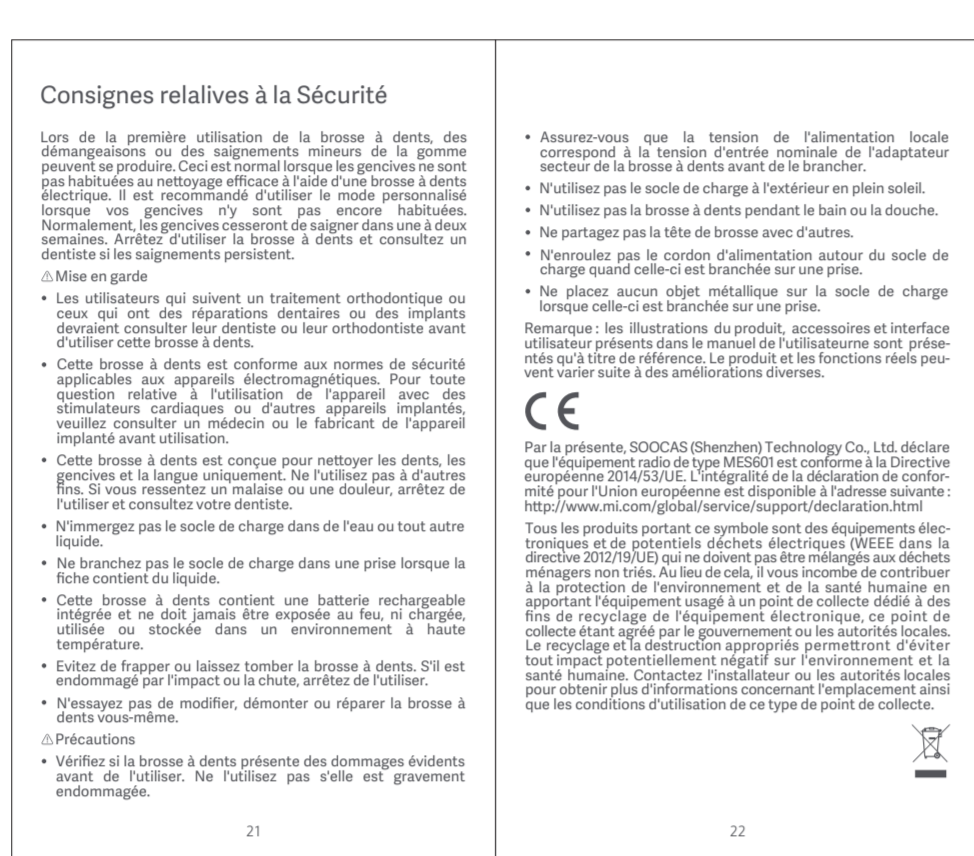 Consignes relalives à la Sécurité
Lors de la première utilisation de la brosse à dents, des
démangeaisons ou des saignements mineurs de la gomme
peuvent se produire. Ceci est normal lorsque les gencives ne sont
pas habituées au nettoyage efficace à l'aide d'une brosse à dents
électrique. Il est recommandé d'utiliser le mode personnalisé
lorsque vos gencives n'y sont pas encore habituées.
Normalement, les gencives cesseront de saigner dans une à deux
semaines. Arrêtez d'utiliser la brosse à dents et consultez un
dentiste si les saignements persistent.
⚠ Mise en garde
• Les utilisateurs qui suivent un traitement orthodontique ou
ceux qui ont des réparations dentaires ou des implants
devraient consulter leur dentiste ou leur orthodontiste avant
d'utiliser cette brosse à dents.
• Cette brosse à dents est conforme aux normes de sécurité
applicables aux appareils électromagnétiques. Pour toute
question relative à l'utilisation de l'appareil avec des
stimulateurs cardiaques ou d'autres appareils implantés,
veuillez consulter un médecin ou le fabricant de l'appareil
implanté avant utilisation.
• Cette brosse à dents est conçue pour nettoyer les dents, les
gencives et la langue uniquement. Ne l'utilisez pas à d'autres
fins. Si vous ressentez un malaise ou une douleur, arrêtez de
l'utiliser et consultez votre dentiste.
• N'immergez pas le socle de charge dans de l'eau ou tout autre
liquide.
• Ne branchez pas le socle de charge dans une prise lorsque la
fiche contient du liquide.
• Cette brosse à dents contient une batterie rechargeable
intégrée et ne doit jamais être exposée au feu, ni chargée,
utilisée ou stockée dans un environnement à haute
température.
• Evitez de frapper ou laissez tomber la brosse à dents. S'il est
endommagé par l'impact ou la chute, arrêtez de l'utiliser.
• N'essayez pas de modifier, démonter ou réparer la brosse à
dents vous-même.
⚠ Précautions
• Vérifiez si la brosse à dents présente des dommages évidents
avant de l'utiliser. Ne l'utilisez pas s'elle est gravement
endommagée.
21
• Assurez-vous que la tension de l'alimentation locale
correspond à la tension d'entrée nominale de l'adaptateur
secteur de la brosse à dents avant de le brancher.
• N'utilisez pas le socle de charge à l'extérieur en plein soleil.
• N'utilisez pas la brosse à dents pendant le bain ou la douche.
• Ne partagez pas la tête de brosse avec d'autres.
• N'enroulez pas le cordon d'alimentation autour du socle de
charge quand celle-ci est branchée sur une prise.
• Ne placez aucun objet métallique sur la socle de charge
lorsque celle-ci est branchée sur une prise.
Remarque : les illustrations du produit, accessoires et interface
utilisateur présents dans le manuel de l'utilisateurne sont prése-
ntés qu'à titre de référence. Le produit et les fonctions réels peu-
vent varier suite à des améliorations diverses.
CE
Par la présente, SOOCAS (Shenzhen) Technology Co., Ltd. déclare
que l'équipement radio de type MES601 est conforme à la Directive
européenne 2014/53/UE. L'intégralité de la déclaration de confor-
mité pour l'Union européenne est disponible à l'adresse suivante :
http://www.mi.com/global/service/support/declaration.html
Tous les produits portant ce symbole sont des équipements élec-
troniques et de potentiels déchets électriques (WEEE dans la
directive 2012/19/UE) qui ne doivent pas être mélangés aux déchets
ménagers non triés. Au lieu de cela, il vous incombe de contribuer
à la protection de l'environnement et de la santé humaine en
apportant l'équipement usagé à un point de collecte dédié à des
fins de recyclage de l'équipement électronique, ce point de
collecte étant agréé par le gouvernement ou les autorités locales.
Le recyclage et la destruction appropriés permettront d'éviter
tout impact potentiellement négatif sur l'environnement et la
santé humaine. Contactez l'installateur ou les autorités locales
pour obtenir plus d'informations concernant l'emplacement ainsi
que les conditions d'utilisation de ce type de point de collecte.
22